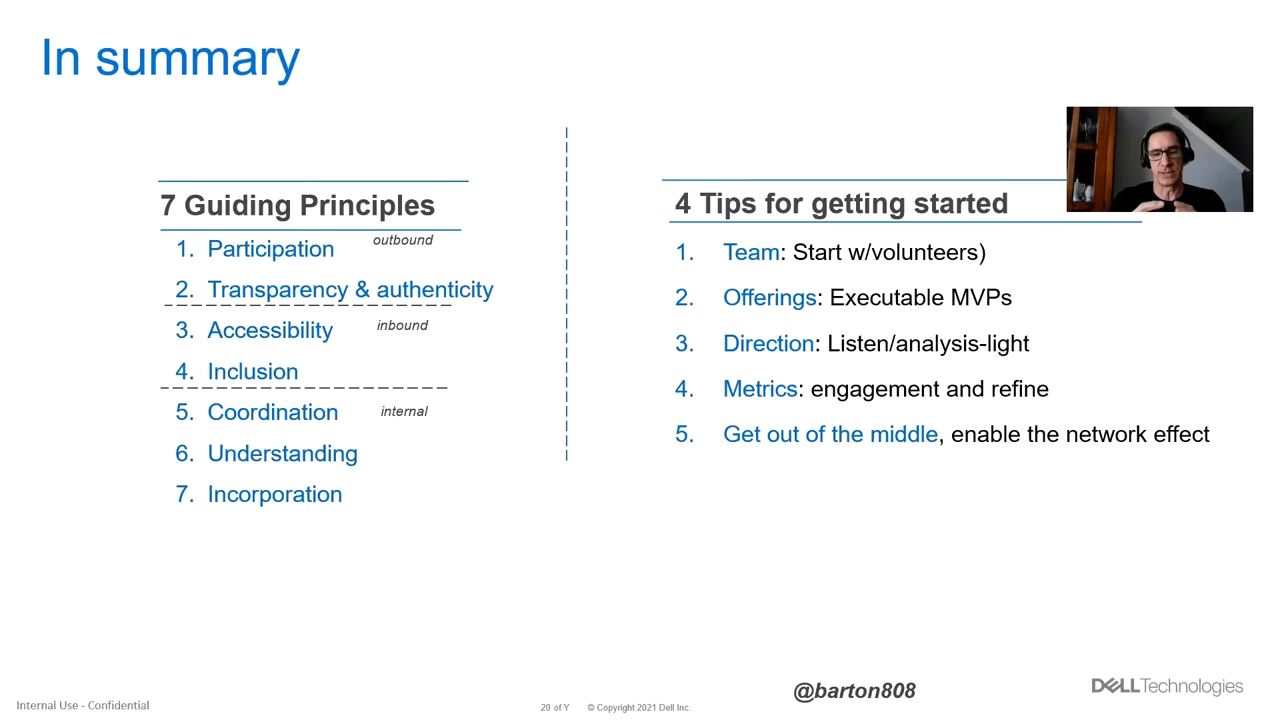 In summary
7 Guiding Principles
outbound
1. Participation
2. Transparency & authenticity
3. Accessibility
inbound
4. Inclusion
5. Coordination
internal
6. Understanding
7. Incorporation
4 Tips for getting started
1. Team: Start w/volunteers)
2. Offerings: Executable MVPs
3. Direction: Listen/analysis-light
4. Metrics: engagement and refine
5. Get out of the middle, enable the network effect
@barton808
DELLTechnologies
Internal Use - Confidential
20 of Y
© Copyright 2021 Dell Inc.